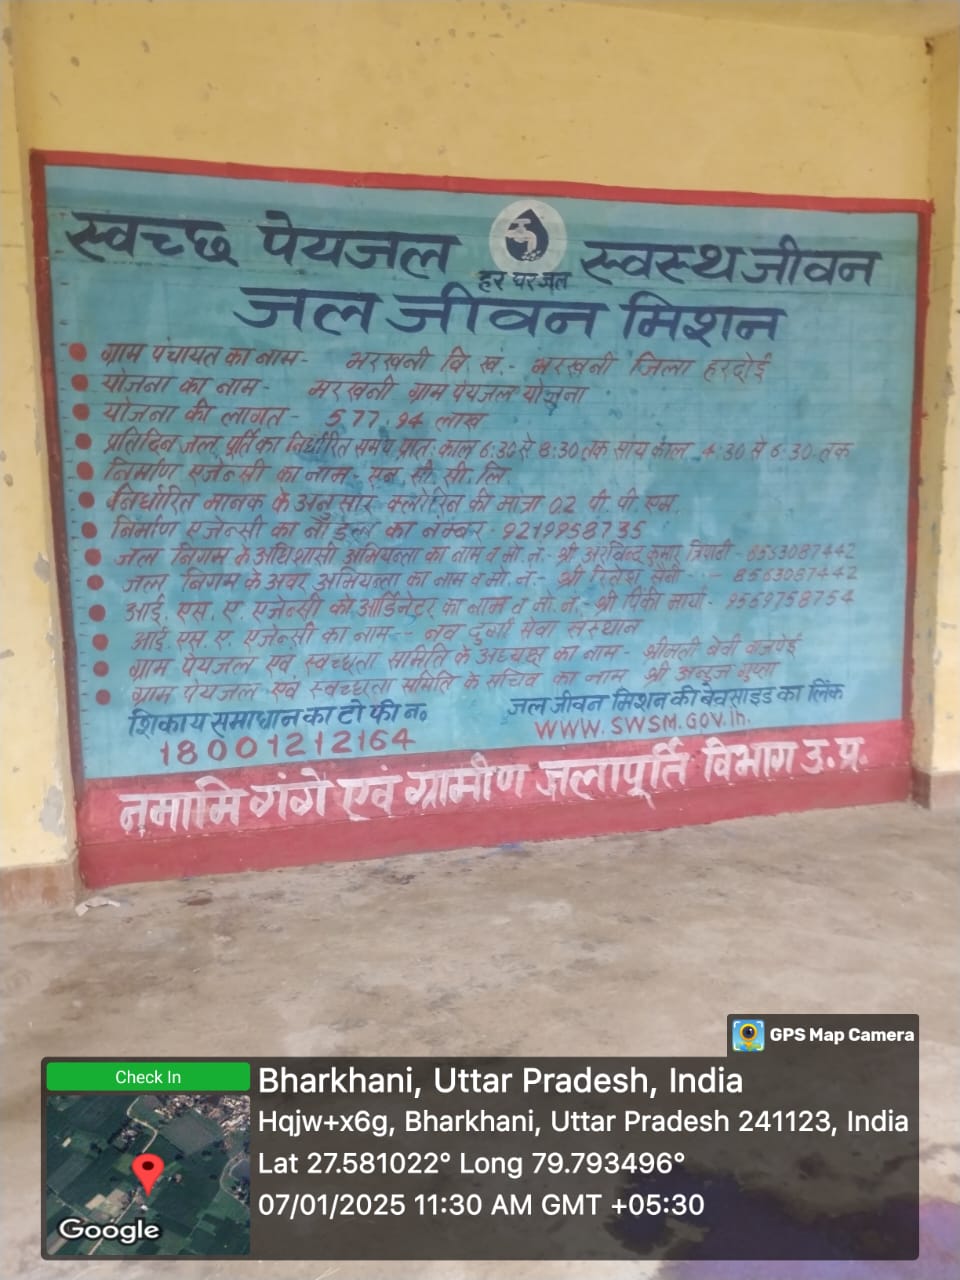 स्वच्छ पेयजल स्वस्थ जीवन
हर घर जल
जल जीवन मिशन
ग्राम पंचायत का नाम- भरखनी वि. ख.- भरखनी जिला हरदोई
योजना का नाम- भरखनी ग्राम पेयजल योजना
योजना की लागत- 577.94 लाख
प्रतिदिन जल पूर्ति का निर्धारित समय प्रातः काल 6:30 से 8:30 तक सांय काल 4:30 से 6:30 तक
निर्माण एजेन्सी का नाम- एन. सी. सी. लि.
निर्धारित मानक के अनुसार क्लोरिन की मात्रा 0.2 पी. पी. एम.
निर्माण एजेन्सी का नोडल का नम्बर- 9219958735
जल निगम के अधिशासी अभियन्ता का नाम व मो. नं.- श्री अरविन्द कुमार त्रिपाठी - 8563087442
जल निगम के अवर अभियन्ता का नाम व मो. नं.- श्री रितेश सैनी - 8563087442
आई. एस. ए. एजेन्सी को आर्डिनेटर का नाम व मो. नं.- श्री पिंकी मौर्या - 9569758754
आई. एस. ए. एजेन्सी का नाम- नव दुर्गा सेवा संस्थान
ग्राम पेयजल एवं स्वच्छता समिति के अध्यक्ष का नाम- श्रीमती बेवी बाजपेई
ग्राम पेयजल एवं स्वच्छता समिति के सचिव का नाम श्री अनुज गुप्ता
शिकाय समाधान का टो फी न०
18001212164
जल जीवन मिशन की बेवसाइड का लिंक
WWW.SWSM.GOV.in.
नमामि गंगे एवं ग्रामीण जलापूर्ति विभाग उ. प्र.
GPS Map Camera
Check In
Bharkhani, Uttar Pradesh, India
Hqjw+x6g, Bharkhani, Uttar Pradesh 241123, India
Lat 27.581022° Long 79.793496°
07/01/2025 11:30 AM GMT +05:30
Google